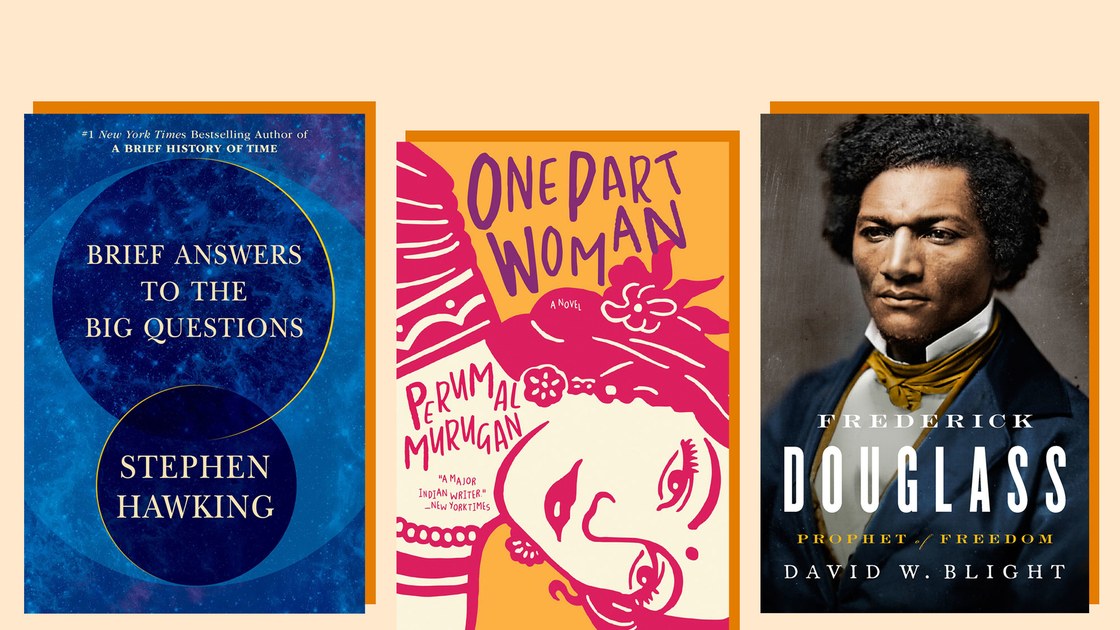 #1 New York Times Bestselling Author of
A BRIEF HISTORY OF TIME
BRIEF ANSWERS
TO THE
BIG QUESTIONS
STEPHEN
HAWKING
ONE PART
WOMAN
A NOVEL
PERUMAL
MURUGAN
"A MAJOR
INDIAN WRITER."
—NEW YORK TIMES
FREDERICK
DOUGLASS
PROPHET of FREEDOM
DAVID W. BLIGHT